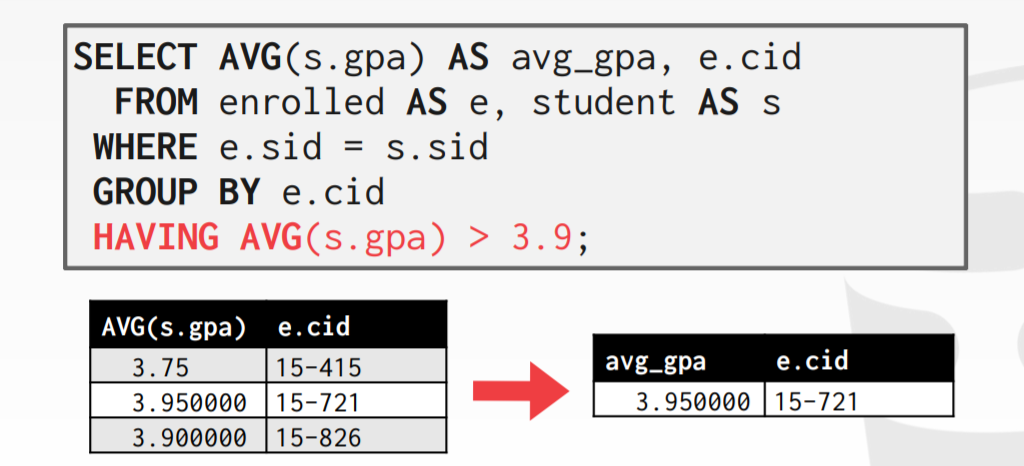 SELECT AVG(s.gpa) AS avg_gpa, e.cid
FROM enrolled AS e, student AS s
WHERE e.sid = s.sid
GROUP BY e.cid
HAVING AVG(s.gpa) > 3.9;
AVG(s.gpa) e.cid
3.75 15-415
3.950000 15-721
3.900000 15-826
avg_gpa e.cid
3.950000 15-721